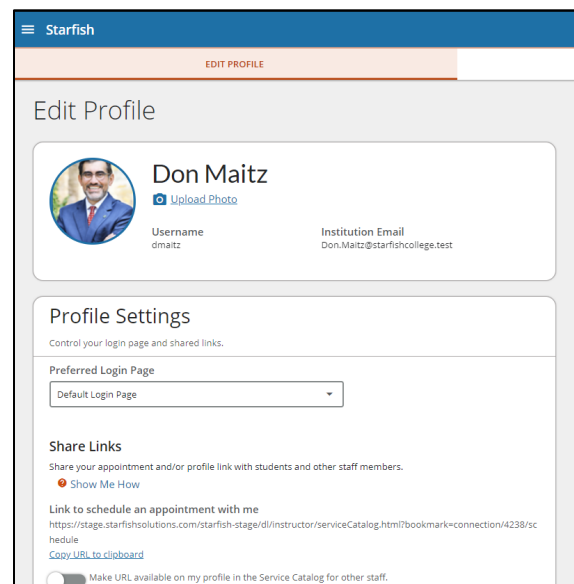 Starfish
EDIT PROFILE
Edit Profile
Don Maitz
Upload Photo
Username
Institution Email
dmaitz
Don.Maitz@starfishcollege.test
Profile Settings
Control your login page and shared links.
Preferred Login Page
Default Login Page
Share Links
Share your appointment and/or profile link with students and other staff members.
? Show Me How
Link to schedule an appointment with me
https://stage.starfishsolutions.com/starfish-stage/dl/instructor/serviceCatalog.html?bookmark=connection/4238/sc
hedule
Copy URL to clipboard
Make URL available on my profile in the Service Catalog for other staff.